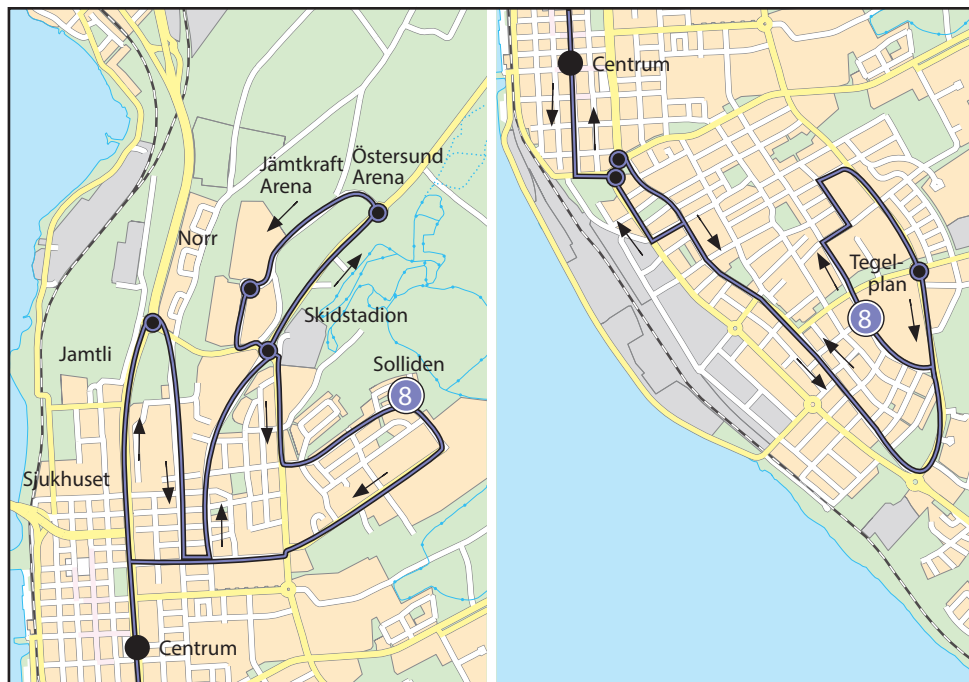 Jämtkraft
Arena
Östersund
Arena
Norr
Skidstadion
Jamtli
Solliden
8
Sjukhuset
Centrum
Centrum
Tegel-
plan
8